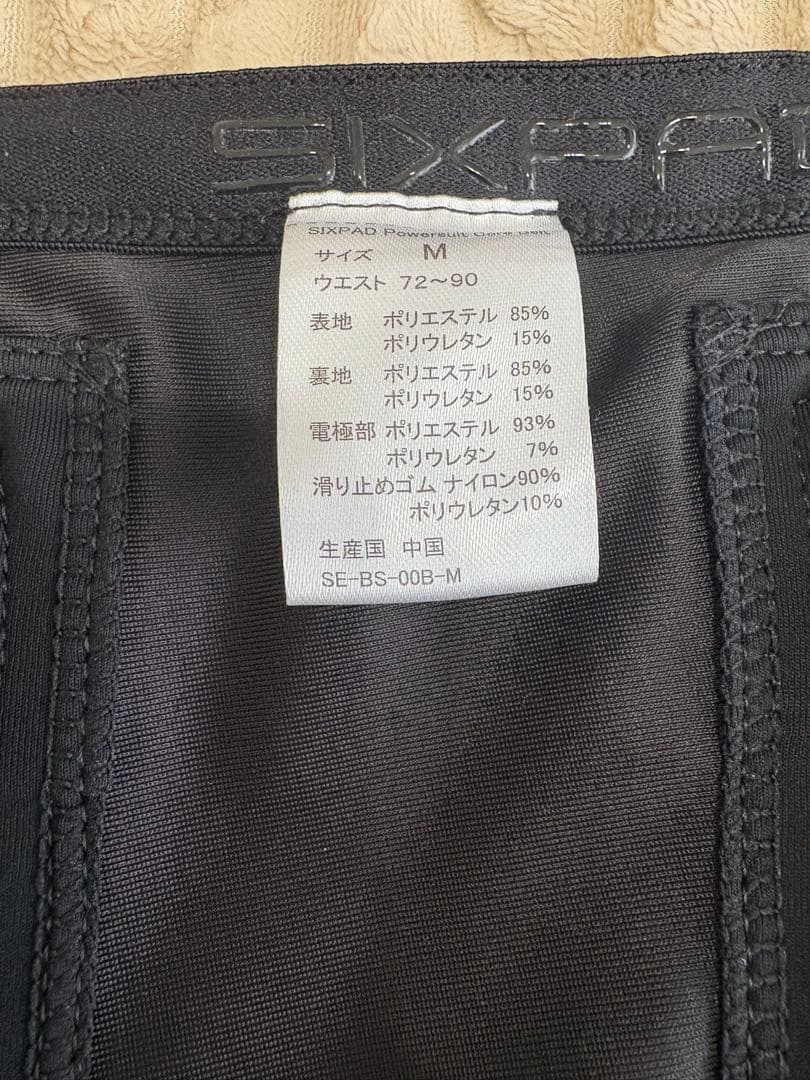 SIXPAD
SIXPAD Powersuit Core Belt
サイズ M
ウエスト 72～90
表地 ポリエステル 85%
ポリウレタン 15%
裏地 ポリエステル 85%
ポリウレタン 15%
電極部 ポリエステル 93%
ポリウレタン 7%
滑り止めゴム ナイロン90%
ポリウレタン10%
生産国 中国
SE-BS-00B-M